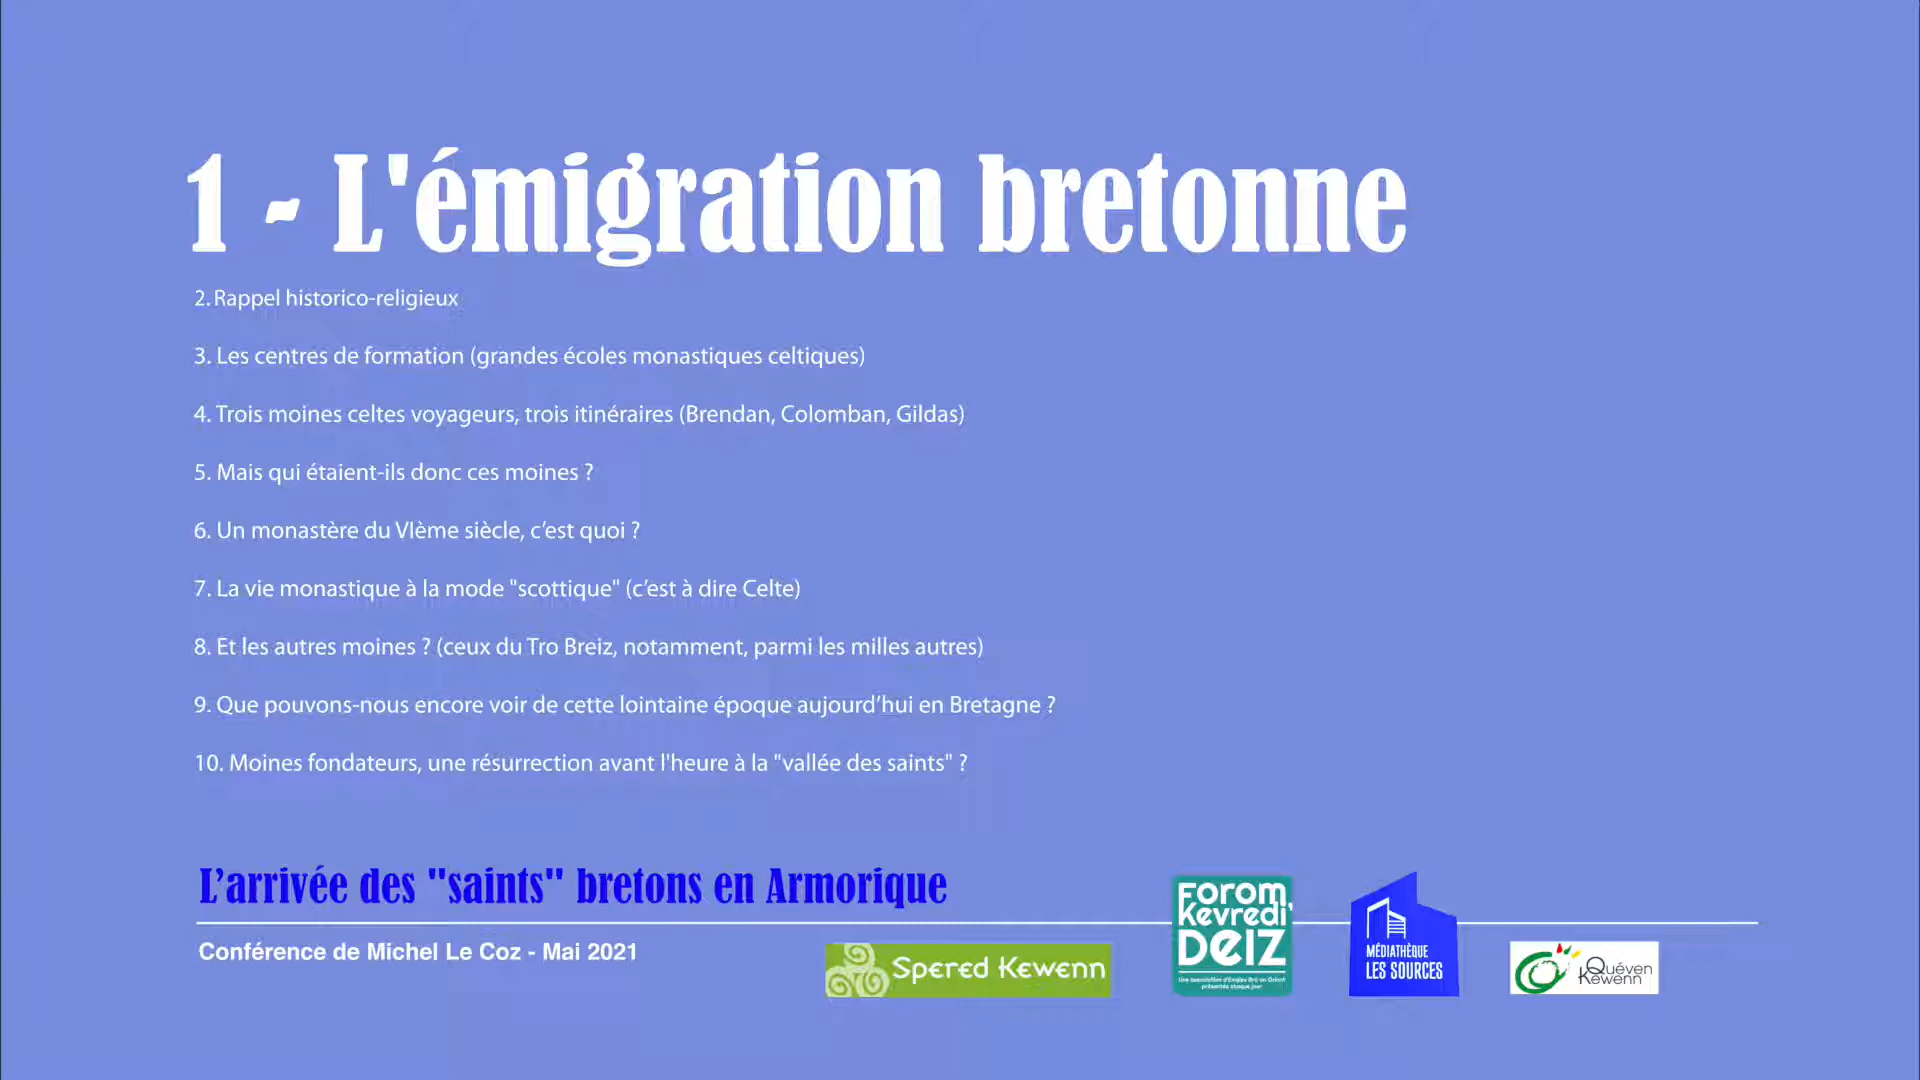 1 - L'émigration bretonne
2. Rappel historico-religieux
3. Les centres de formation (grandes écoles monastiques celtiques)
4. Trois moines celtes voyageurs, trois itinéraires (Brendan, Colomban, Gildas)
5. Mais qui étaient-ils donc ces moines ?
6. Un monastère du VIème siècle, c’est quoi ?
7. La vie monastique à la mode "scottique" (c’est à dire Celte)
8. Et les autres moines ? (ceux du Tro Breiz, notamment, parmi les milles autres)
9. Que pouvons-nous encore voir de cette lointaine époque aujourd’hui en Bretagne ?
10. Moines fondateurs, une résurrection avant l'heure à la "vallée des saints" ?
L’arrivée des "saints" bretons en Armorique
Conférence de Michel Le Coz - Mai 2021
Spered Kewenn
Forom
Kevredi
Deiz
MÉDIATHÈQUE
LES SOURCES
Quéven
Kewenn